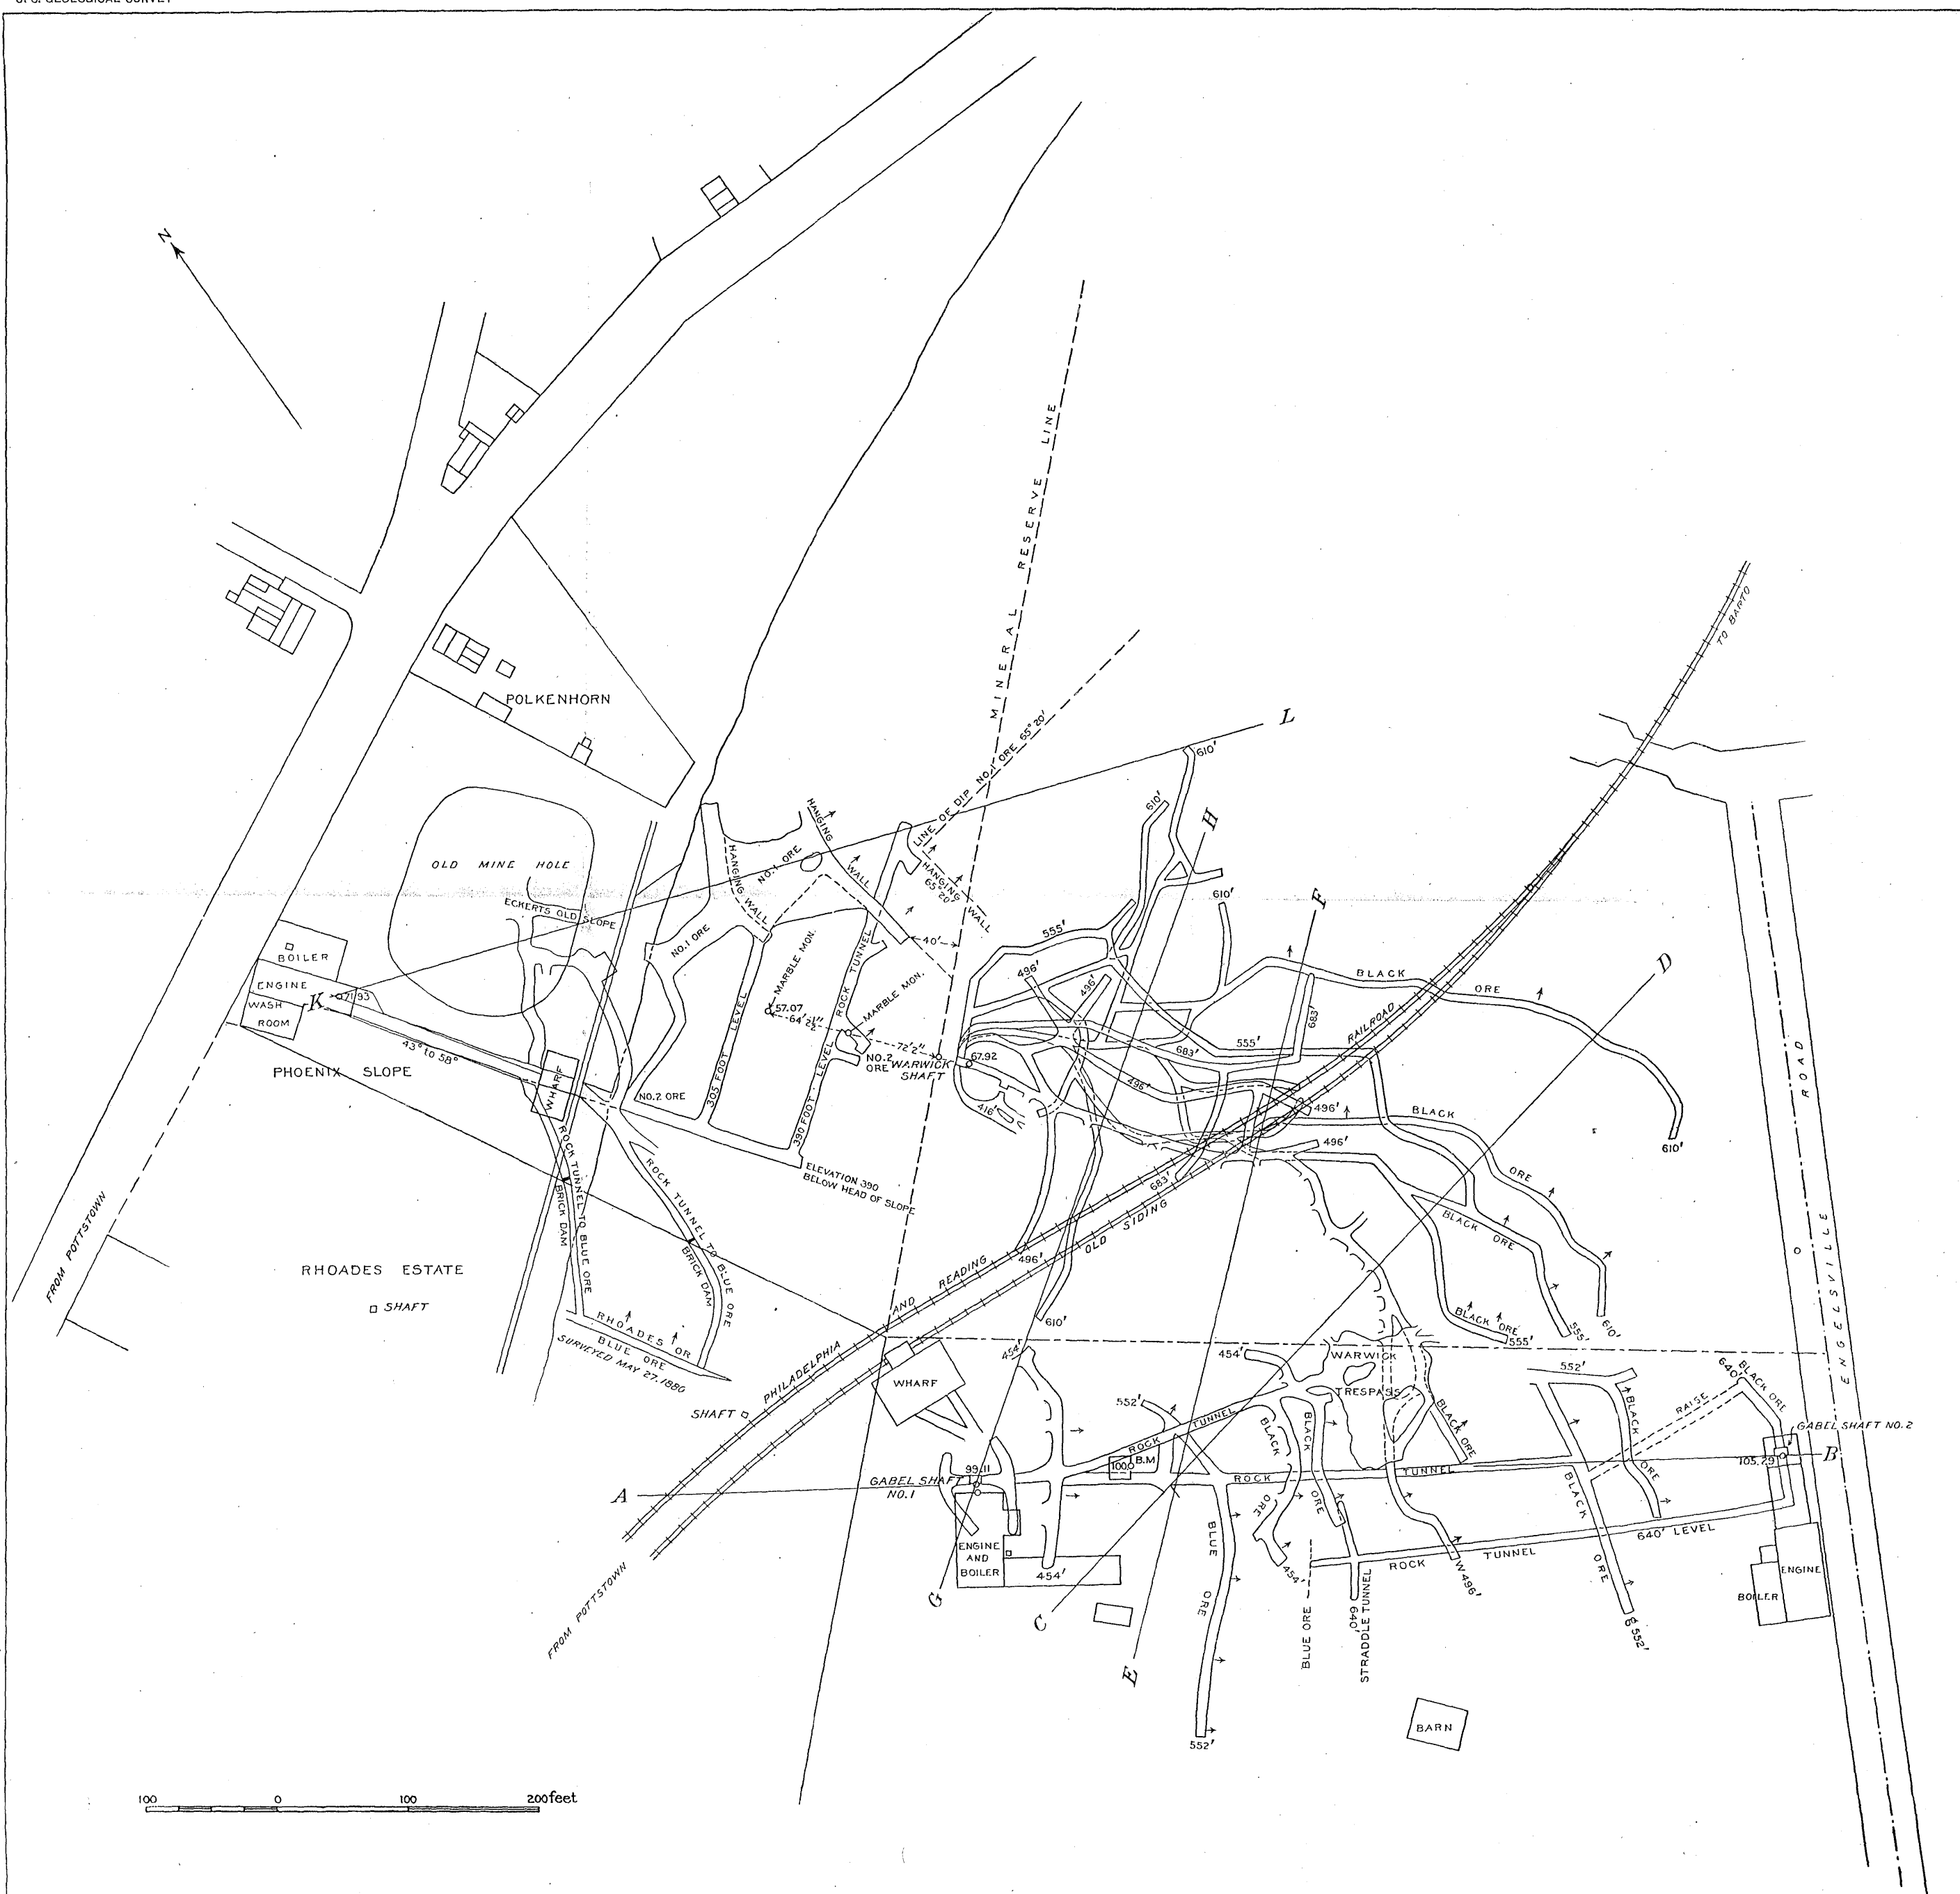 U. S. GEOLOGICAL SURVEY
N
MINERAL RESERVE LINE
TO BARTO
POLKENHORN
L
610'
LINE OF DIP NO.1 ORE 65°20'
HANGING
WALL
610'
H
NO.1 ORE
HANGING WALL
HANGING WALL
65°20'
OLD MINE HOLE
ECKERTS OLD SLOPE
610'
F
NO.1 ORE
40'
555'
MARBLE MON.
ROCK TUNNEL
496'
496'
BLACK
ORE
D
BOILER
ENGINE
WASH
ROOM
K
71.93
57.07
64'
MARBLE MON.
683'
RAILROAD
305 FOOT LEVEL
390 FOOT LEVEL
72'2"
NO.2
ORE
WARWICK
SHAFT
67.92
683'
555'
43° to 58°
PHOENIX SLOPE
WHARF
NO.2 ORE
496'
416'
496'
BLACK
ORE
496'
610'
ROAD
ELEVATION 390
BELOW HEAD OF SLOPE
ROCK TUNNEL TO BLUE ORE
BRICK DAM
ROCK TUNNEL TO BLUE ORE
BRICK DAM
683'
OLD SIDING
BLACK
ORE
FROM POTTSTOWN
RHOADES ESTATE
SHAFT
496'
READING
AND
PHILADELPHIA
610'
BLACK ORE
555'
555'
610'
ENGELSVILLE
RHOADES OR
BLUE ORE
SURVEYED MAY 27.1880
454'
454'
WARWICK
TRESPASS
552'
640'
BLACK ORE
WHARF
SHAFT
552'
ROCK TUNNEL
BLACK
BLACK
BLACK ORE
BLACK
ORE
RAISE
GABEL SHAFT NO.2
105.29
B
A
GABEL SHAFT
NO.1
99.11
100.0
B.M
ROCK
TUNNEL
ORE
ORE
BLACK
ORE
640' LEVEL
ENGINE
AND
BOILER
454'
BLUE
ORE
454'
ROCK
TUNNEL
W 496'
ENGINE
BOILER
G
C
E
BLUE ORE
640'
STRADDLE TUNNEL
552'
FROM POTTSTOWN
552'
BARN
100 0 100 200 feet